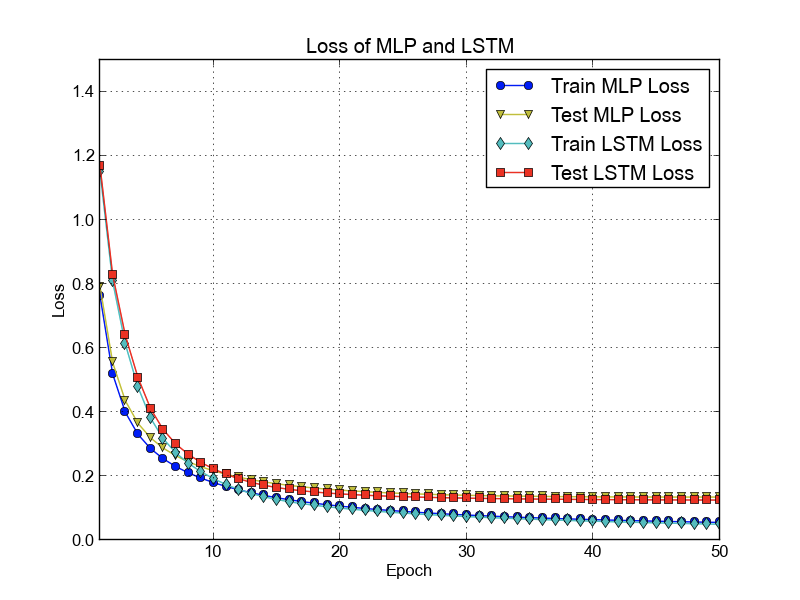 Loss of MLP and LSTM
1.4
1.2
1.0
0.8
0.6
0.4
0.2
0.0
Loss
Train MLP Loss
Test MLP Loss
Train LSTM Loss
Test LSTM Loss
10
20
30
40
50
Epoch